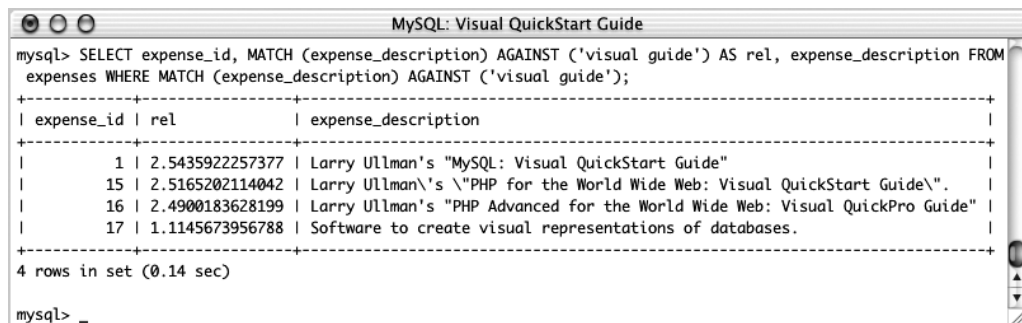 MySQL: Visual QuickStart Guide
mysql> SELECT expense_id, MATCH (expense_description) AGAINST ('visual guide') AS rel, expense_description FROM
expenses WHERE MATCH (expense_description) AGAINST ('visual guide');
+------------+-----------------+--------------------------------------------------------------------------+
| expense_id | rel | expense_description |
+------------+-----------------+--------------------------------------------------------------------------+
| 1 | 2.5435922257377 | Larry Ullman's "MySQL: Visual QuickStart Guide" |
| 15 | 2.5165202114042 | Larry Ullman\'s \"PHP for the World Wide Web: Visual QuickStart Guide\". |
| 16 | 2.4900183628199 | Larry Ullman's "PHP Advanced for the World Wide Web: Visual QuickPro Guide" |
| 17 | 1.1145673956788 | Software to create visual representations of databases. |
+------------+-----------------+--------------------------------------------------------------------------+
4 rows in set (0.14 sec)
mysql> _